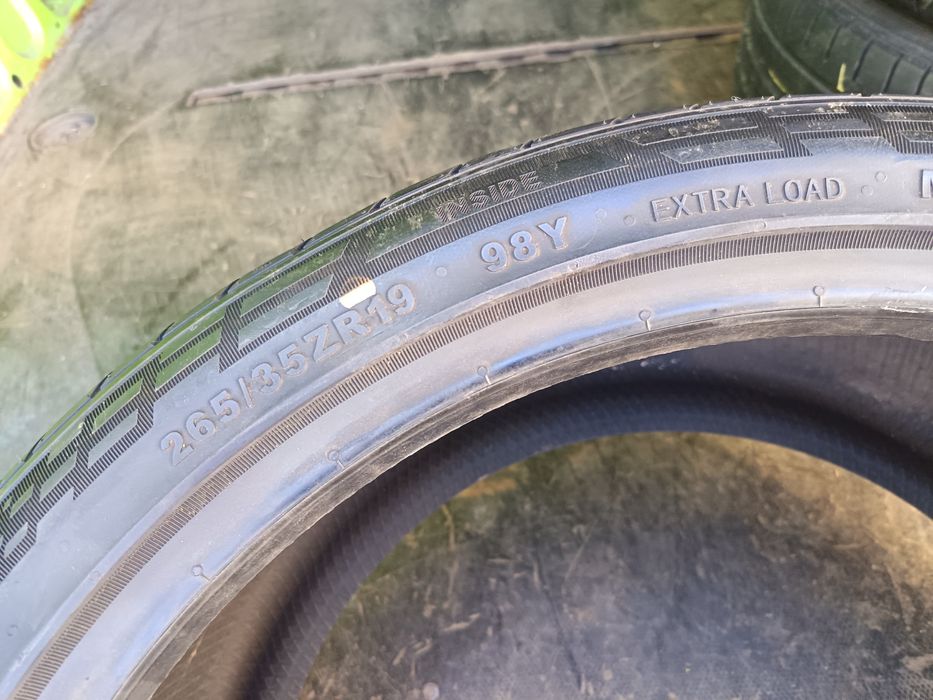 INSIDE
265/35ZR19 98Y EXTRA LOAD